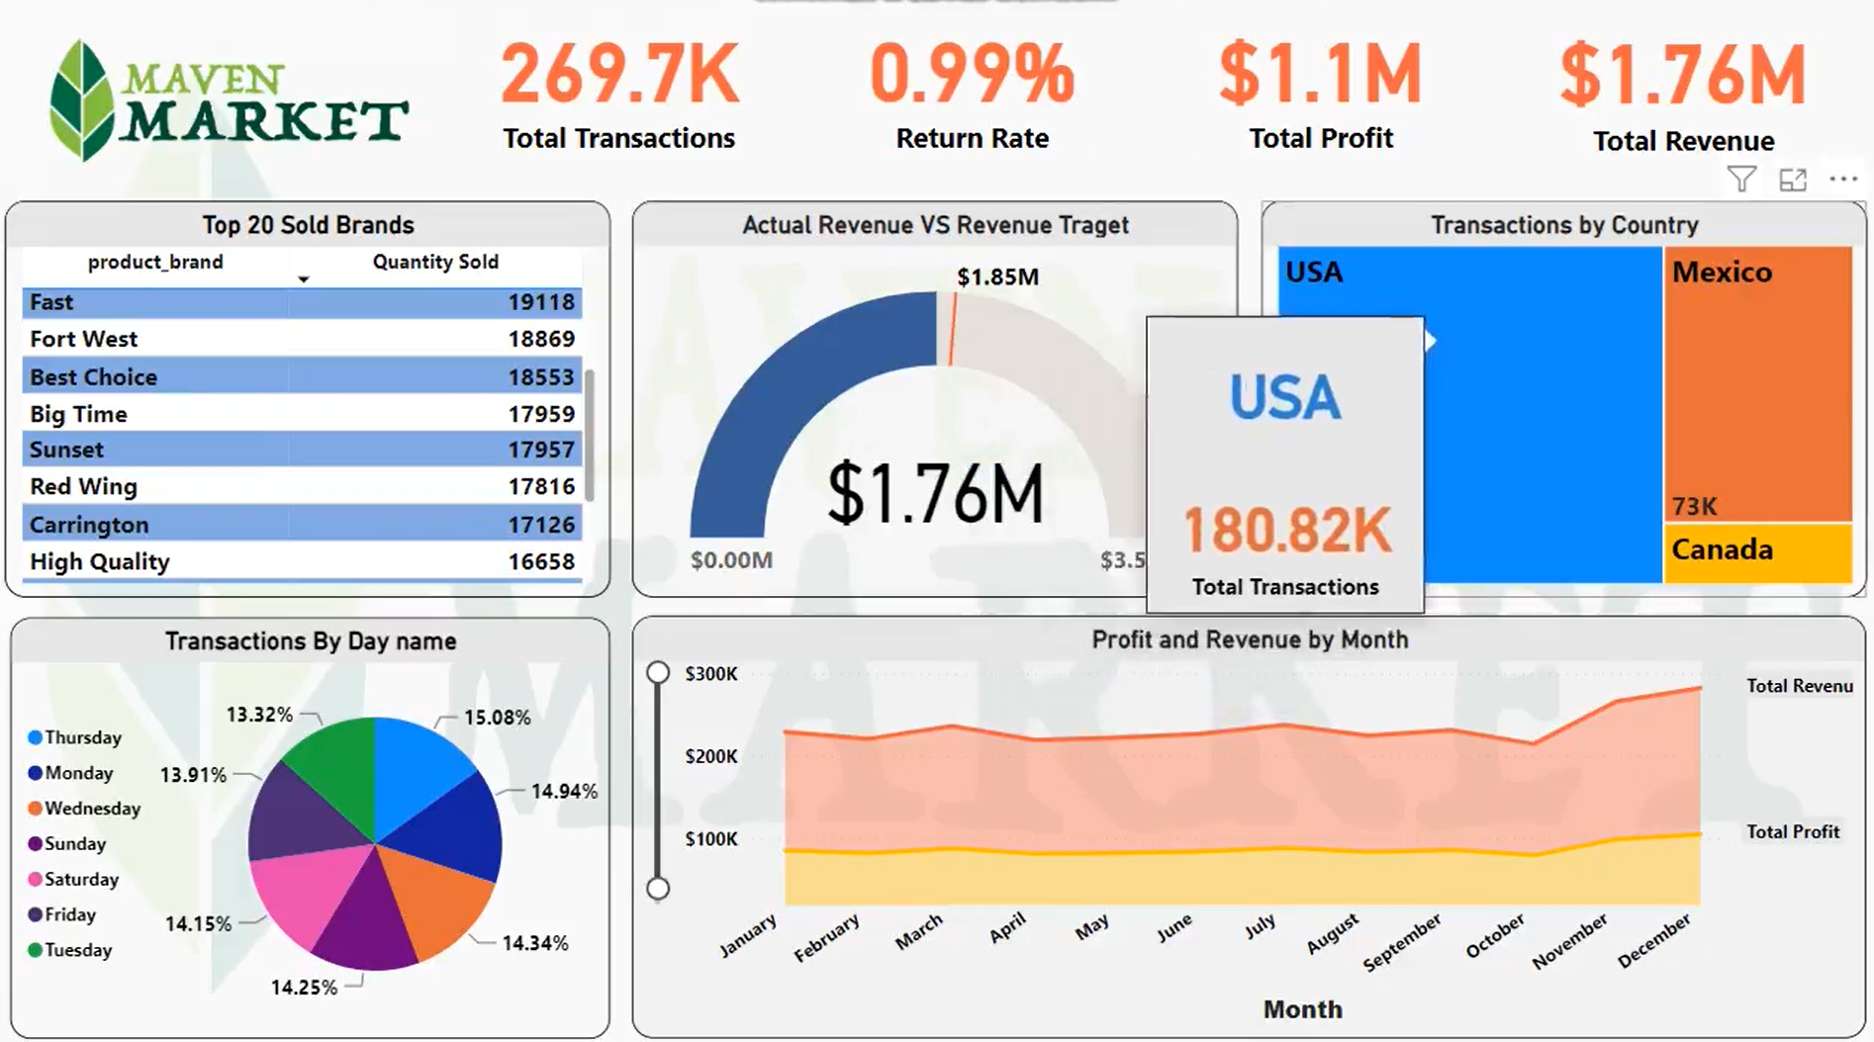 MAVEN
MARKET
269.7K
Total Transactions
0.99%
Return Rate
$1.1M
Total Profit
$1.76M
Total Revenue
Top 20 Sold Brands
product_brand Quantity Sold
Fast 19118
Fort West 18869
Best Choice 18553
Big Time 17959
Sunset 17957
Red Wing 17816
Carrington 17126
High Quality 16658
Actual Revenue VS Revenue Traget
$1.85M
$1.76M
$0.00M
$3.5
Transactions by Country
USA
Mexico
73K
Canada
USA
180.82K
Total Transactions
Transactions By Day name
Thursday
Monday
Wednesday
Sunday
Saturday
Friday
Tuesday
13.32%
15.08%
13.91%
14.94%
14.15%
14.34%
14.25%
Profit and Revenue by Month
$300K
$200K
$100K
Total Revenu
Total Profit
January
February
March
April
May
June
July
August
September
October
November
December
Month